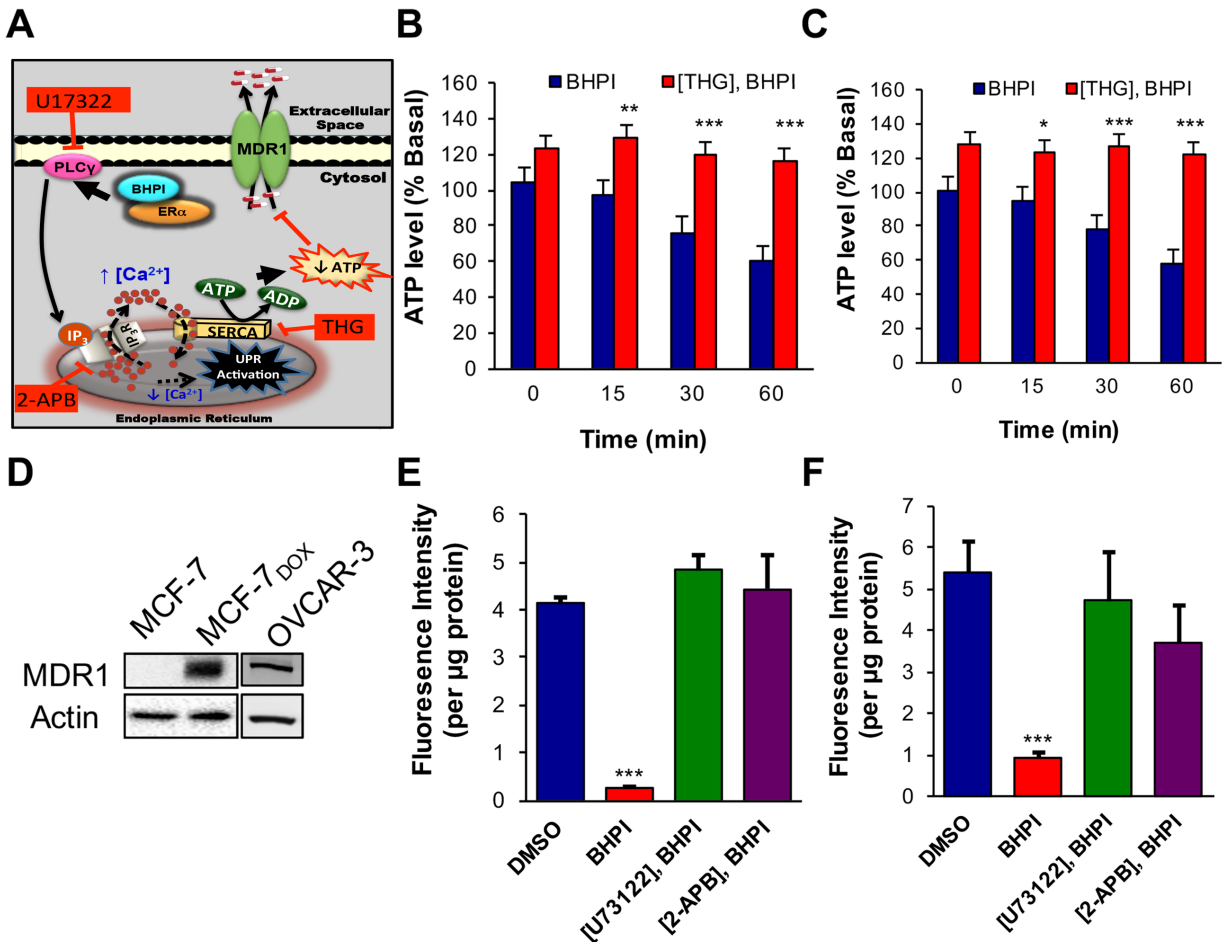 A
U17322
PLCγ
BHPI
ERα
MDR1
Extracellular
Space
Cytosol
↓ ATP
↑ [Ca2+]
ATP
ADP
IP3
IP3R
SERCA
THG
UPR
Activation
2-APB
↓ [Ca2+]
Endoplasmic Reticulum
B
ATP level (% Basal)
160
140
120
100
80
60
40
20
0
BHPI
[THG], BHPI
**
***
***
0 15 30 60
Time (min)
C
ATP level (% Basal)
160
140
120
100
80
60
40
20
0
BHPI
[THG], BHPI
*
***
***
0 15 30 60
Time (min)
D
MCF-7
MCF-7DOX
OVCAR-3
MDR1
Actin
E
Fluoresence Intensity
(per µg protein)
6
5
4
3
2
1
0
***
DMSO
BHPI
[U73122], BHPI
[2-APB], BHPI
F
Fluoresence Intensity
(per µg protein)
7
6
5
4
3
2
1
0
***
DMSO
BHPI
[U73122], BHPI
[2-APB], BHPI